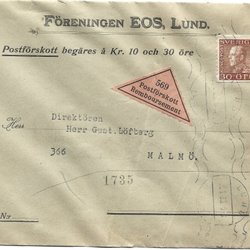 FÖRENINGEN EOS, LUND.
Postförskott begäres å Kr. 10 och 30 öre
SVERIGE
30 ÖRE
569
Postförskott
Remboursement
Herr
Direktören
Herr Gust. Löfberg
366
MALMÖ.
1735
N:r